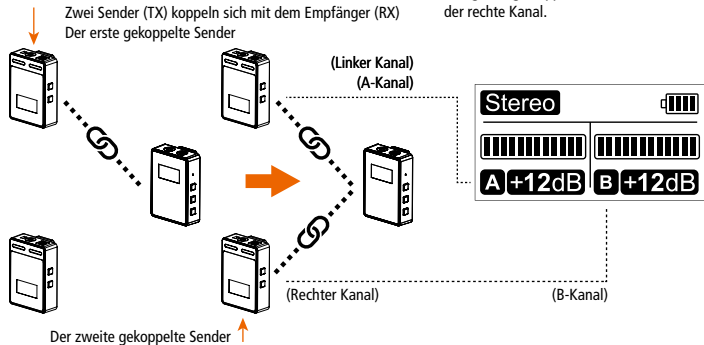 Zwei Sender (TX) koppeln sich mit dem Empfänger (RX)
Der erste gekoppelte Sender
der rechte Kanal.
(Linker Kanal)
(A-Kanal)
Stereo
A +12dB B +12dB
(Rechter Kanal)
(B-Kanal)
Der zweite gekoppelte Sender